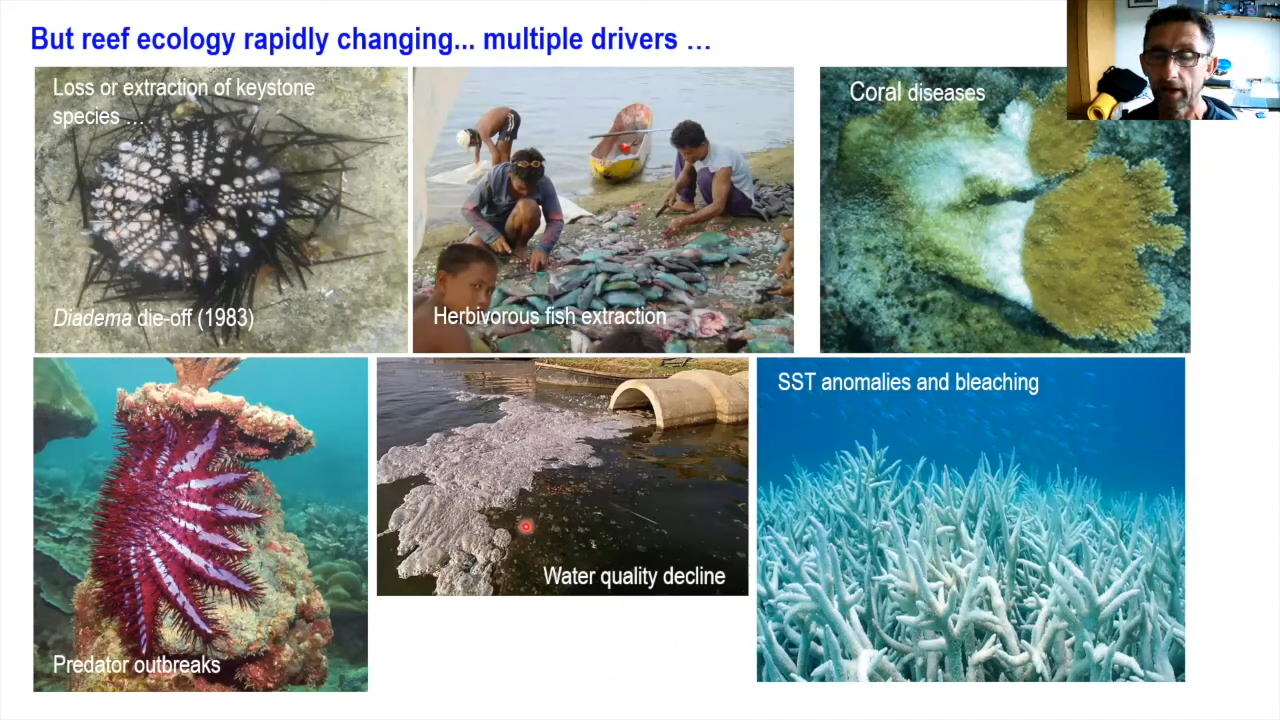 But reef ecology rapidly changing... multiple drivers …
Loss or extraction of keystone
species …
Diadema die-off (1983)
Herbivorous fish extraction
Coral diseases
Predator outbreaks
Water quality decline
SST anomalies and bleaching